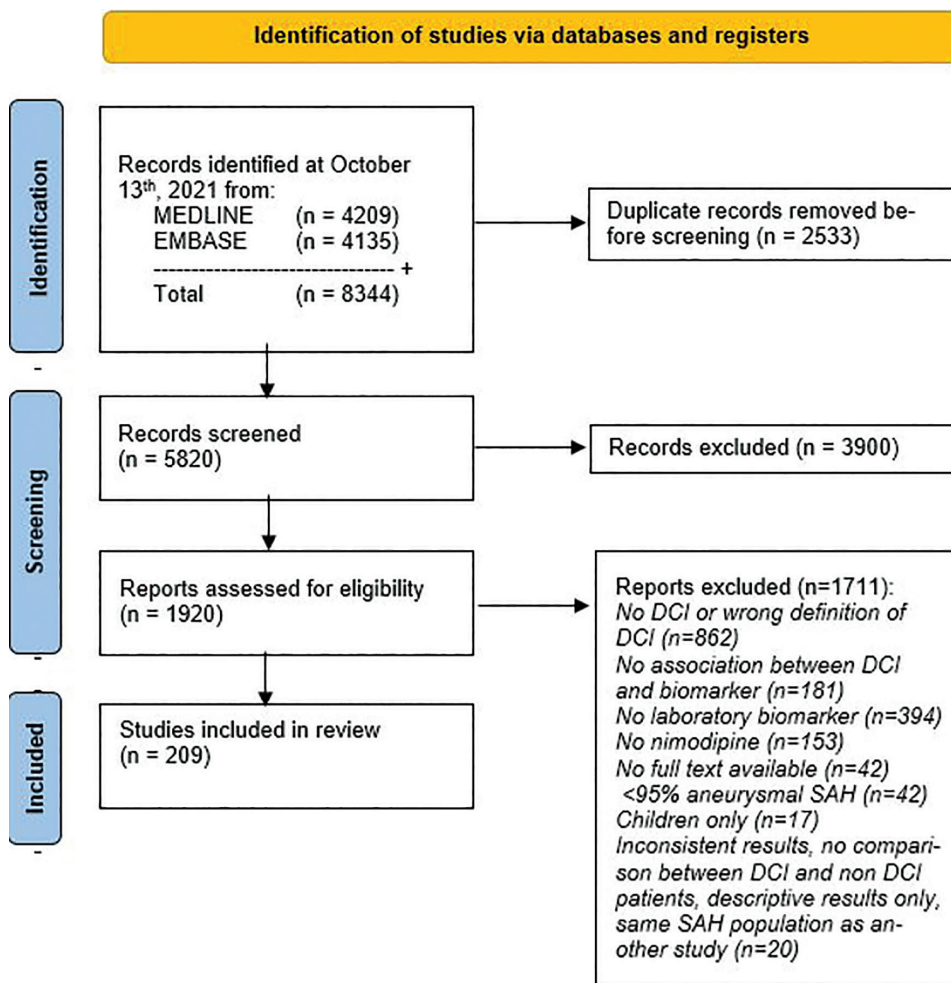 Identification of studies via databases and registers
Identification
Records identified at October
13th, 2021 from:
MEDLINE (n = 4209)
EMBASE (n = 4135)
-------------------------------- +
Total (n = 8344)
Duplicate records removed be-
fore screening (n = 2533)
Screening
Records screened
(n = 5820)
Records excluded (n = 3900)
Reports assessed for eligibility
(n = 1920)
Reports excluded (n=1711):
No DCI or wrong definition of
DCI (n=862)
No association between DCI
and biomarker (n=181)
No laboratory biomarker (n=394)
No nimodipine (n=153)
No full text available (n=42)
<95% aneurysmal SAH (n=42)
Children only (n=17)
Inconsistent results, no compari-
son between DCI and non DCI
patients, descriptive results only,
same SAH population as an-
other study (n=20)
Included
Studies included in review
(n = 209)